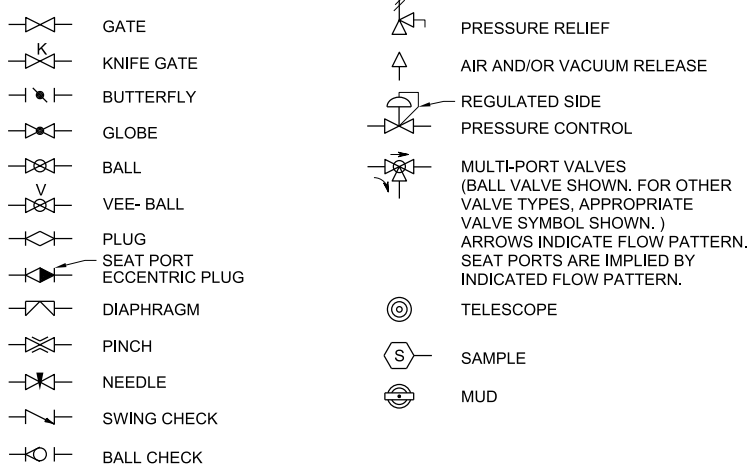 GATE
K
KNIFE GATE
BUTTERFLY
GLOBE
BALL
V
VEE- BALL
PLUG
SEAT PORT
ECCENTRIC PLUG
DIAPHRAGM
PINCH
NEEDLE
SWING CHECK
BALL CHECK
PRESSURE RELIEF
AIR AND/OR VACUUM RELEASE
REGULATED SIDE
PRESSURE CONTROL
MULTI-PORT VALVES
(BALL VALVE SHOWN. FOR OTHER
VALVE TYPES, APPROPRIATE
VALVE SYMBOL SHOWN. )
ARROWS INDICATE FLOW PATTERN.
SEAT PORTS ARE IMPLIED BY
INDICATED FLOW PATTERN.
TELESCOPE
S
SAMPLE
MUD